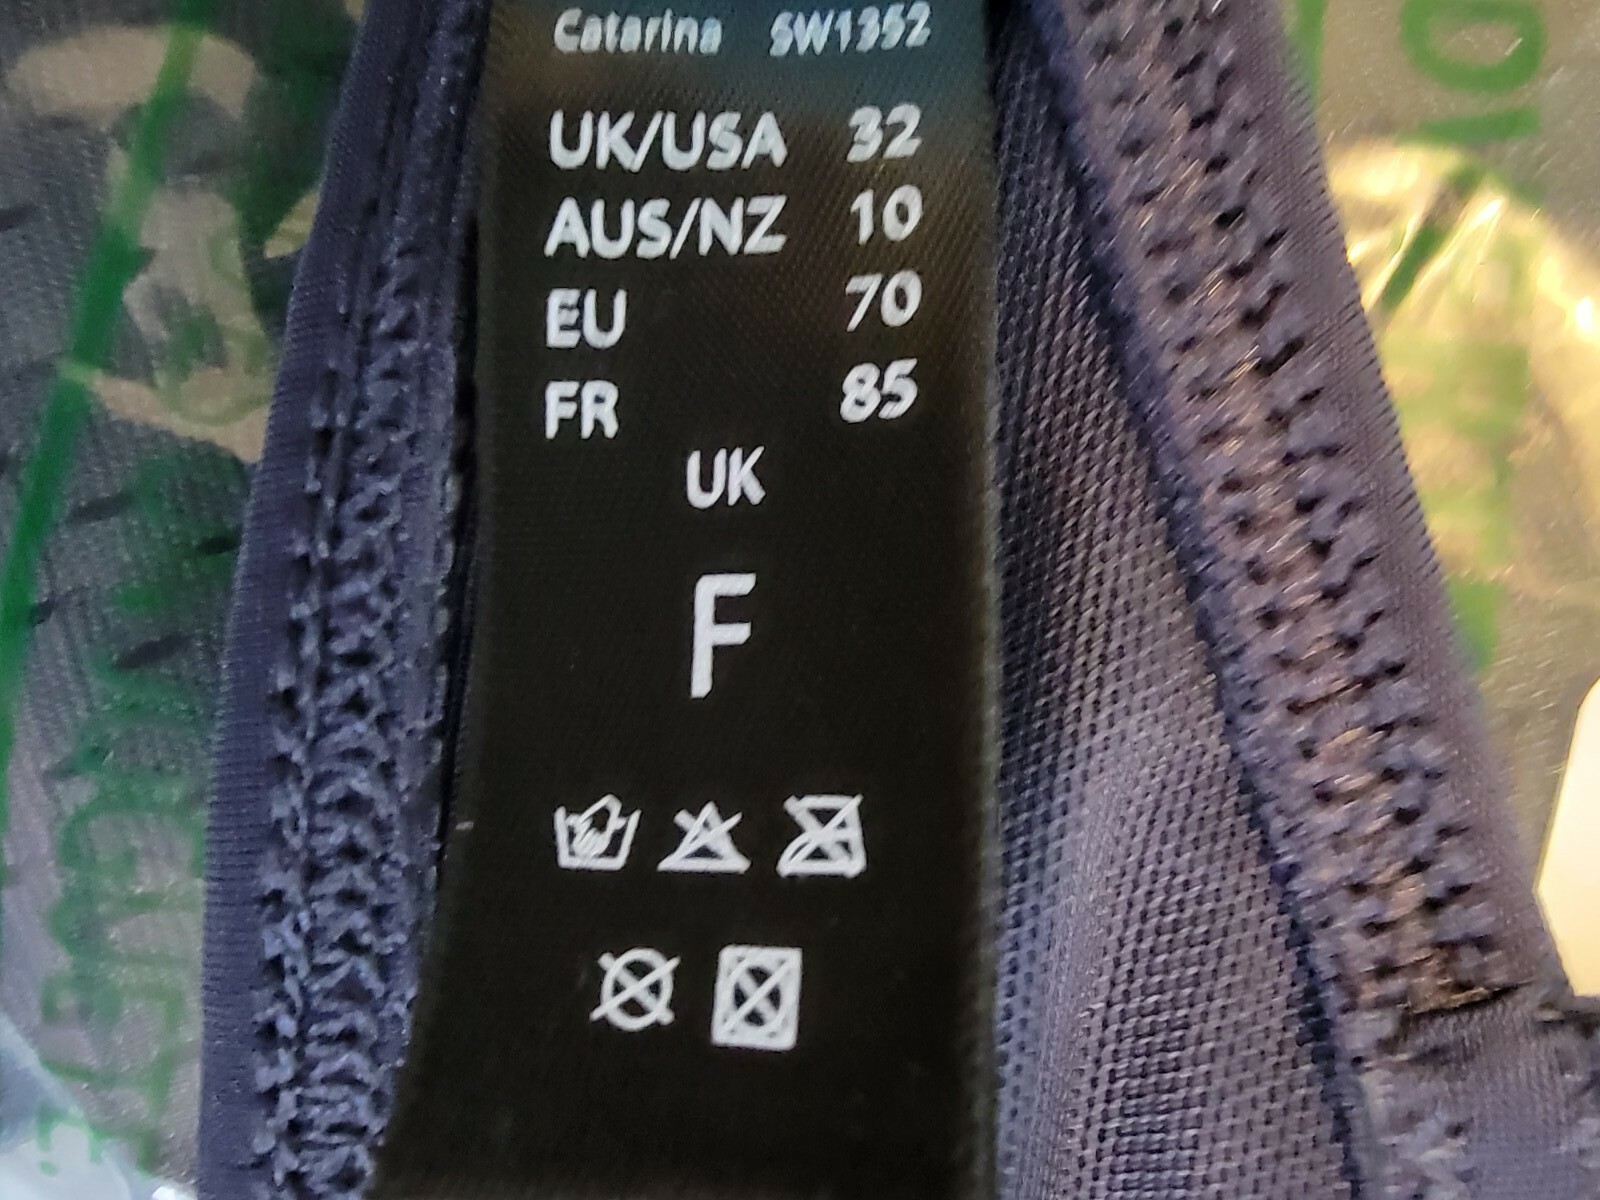 Catarina SW1352
UK/USA 32
AUS/NZ 10
EU 70
FR 85
UK
F